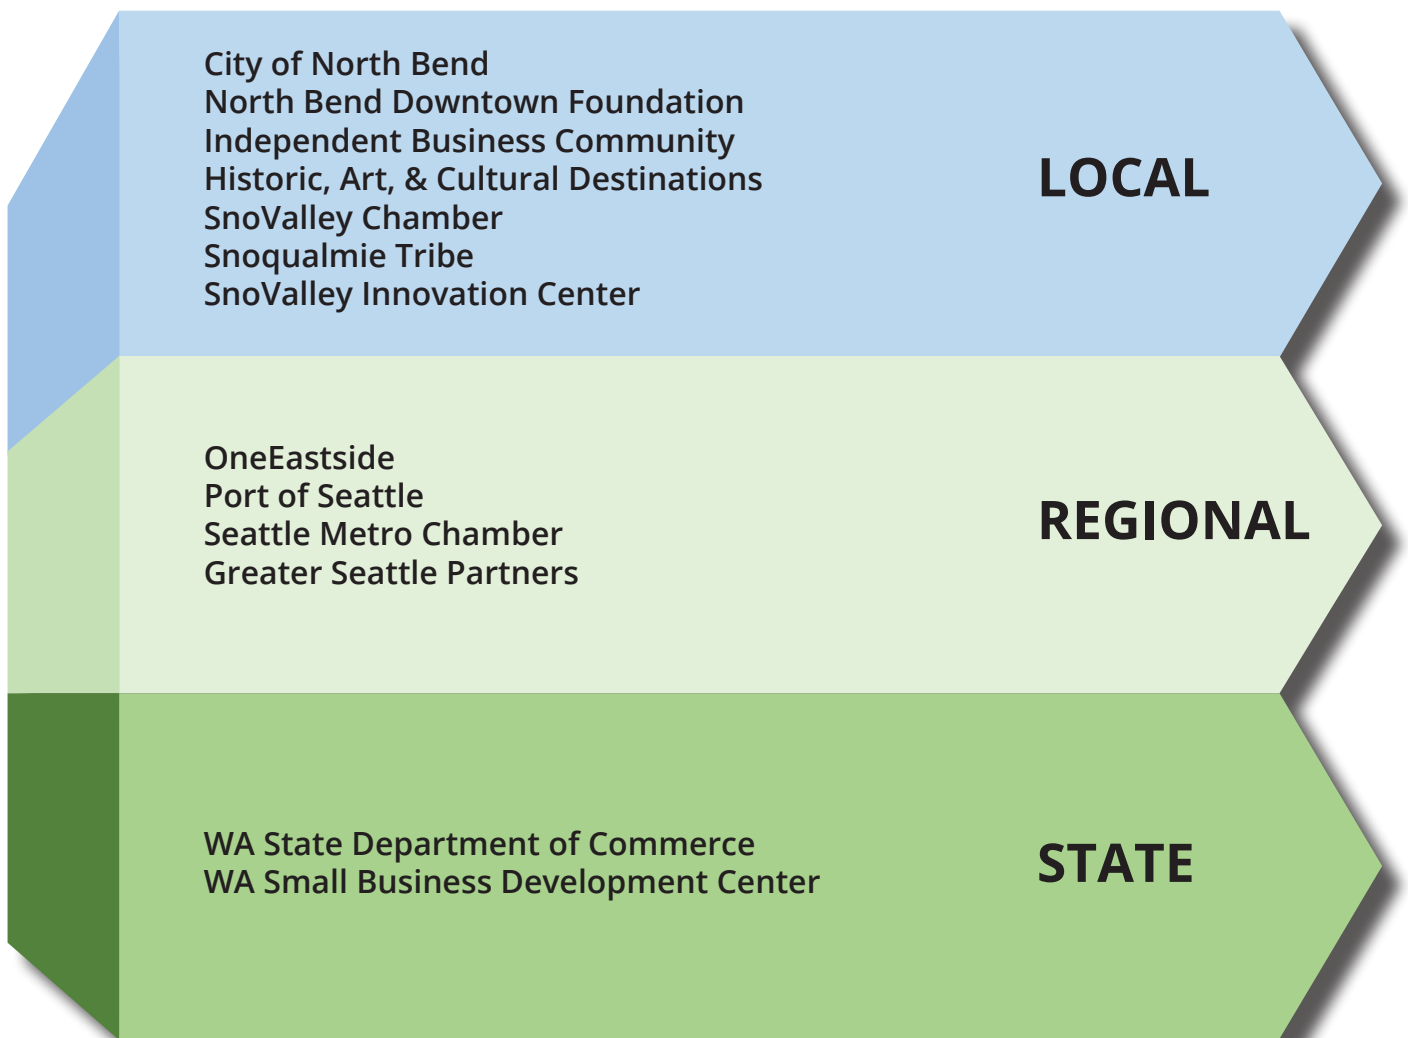 City of North Bend
North Bend Downtown Foundation
Independent Business Community
Historic, Art, & Cultural Destinations
SnoValley Chamber
Snoqualmie Tribe
SnoValley Innovation Center
LOCAL
OneEastside
Port of Seattle
Seattle Metro Chamber
Greater Seattle Partners
REGIONAL
WA State Department of Commerce
WA Small Business Development Center
STATE